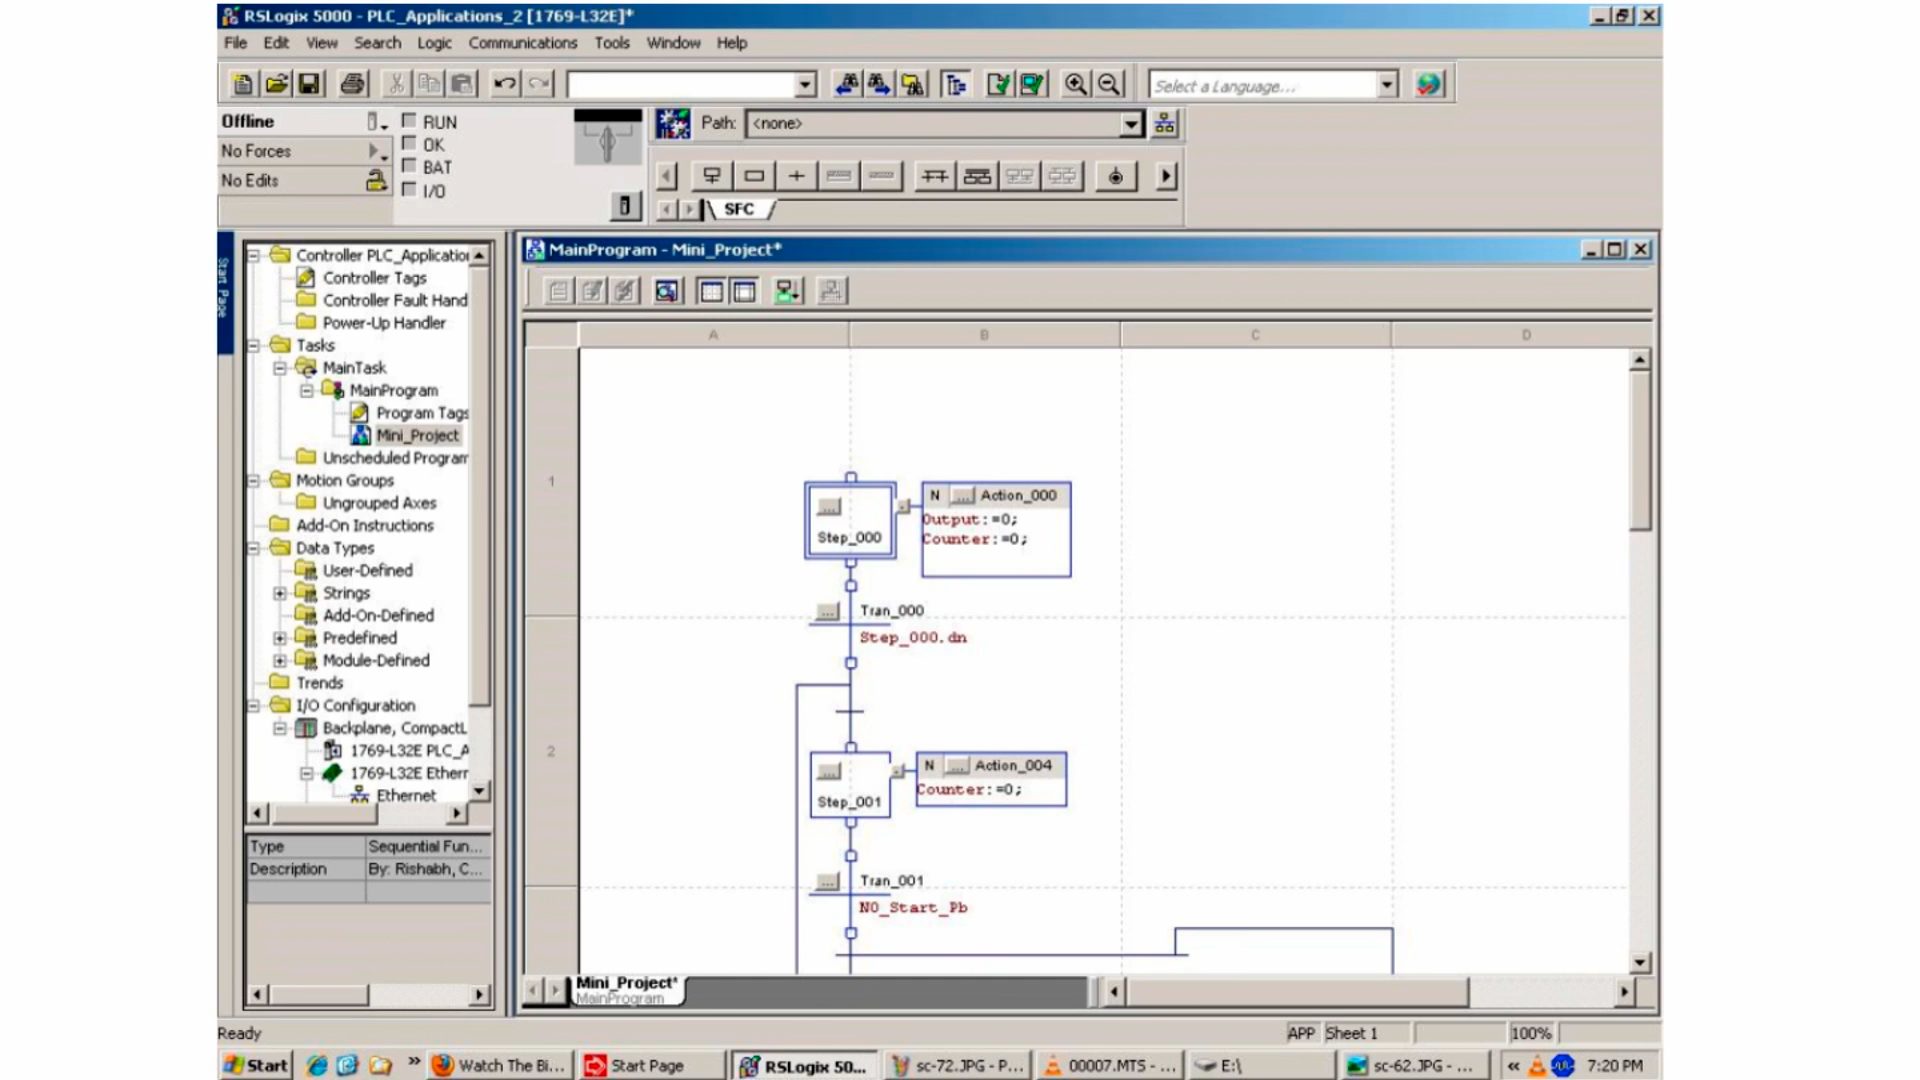 RSLogix 5000 - PLC_Applications_2 [1769-L32E]*
File Edit View Search Logic Communications Tools Window Help
Select a Language...
Offline
RUN
No Forces
OK
No Edits
BAT
I/O
Path: <none>
SFC
Start Page
Controller PLC_Application
Controller Tags
Controller Fault Hand
Power-Up Handler
Tasks
MainTask
MainProgram
Program Tags
Mini_Project
Unscheduled Program
Motion Groups
Ungrouped Axes
Add-On Instructions
Data Types
User-Defined
Strings
Add-On-Defined
Predefined
Module-Defined
Trends
I/O Configuration
Backplane, CompactL
1769-L32E PLC_A
1769-L32E Ethern
Ethernet
Type Sequential Fun...
Description By: Rishabh, C...
MainProgram - Mini_Project*
A B C D
1
N ... Action_000
Output:=0;
Counter:=0;
...
Step_000
... Tran_000
Step_000.dn
2
N ... Action_004
Counter:=0;
...
Step_001
... Tran_001
NO_Start_Pb
Mini_Project*
MainProgram
Ready APP Sheet 1 100%
Start » Watch The Bi... Start Page RSLogix 50... sc-72.JPG - P... 00007.MTS - ... E:\ sc-62.JPG - ... « 7:20 PM